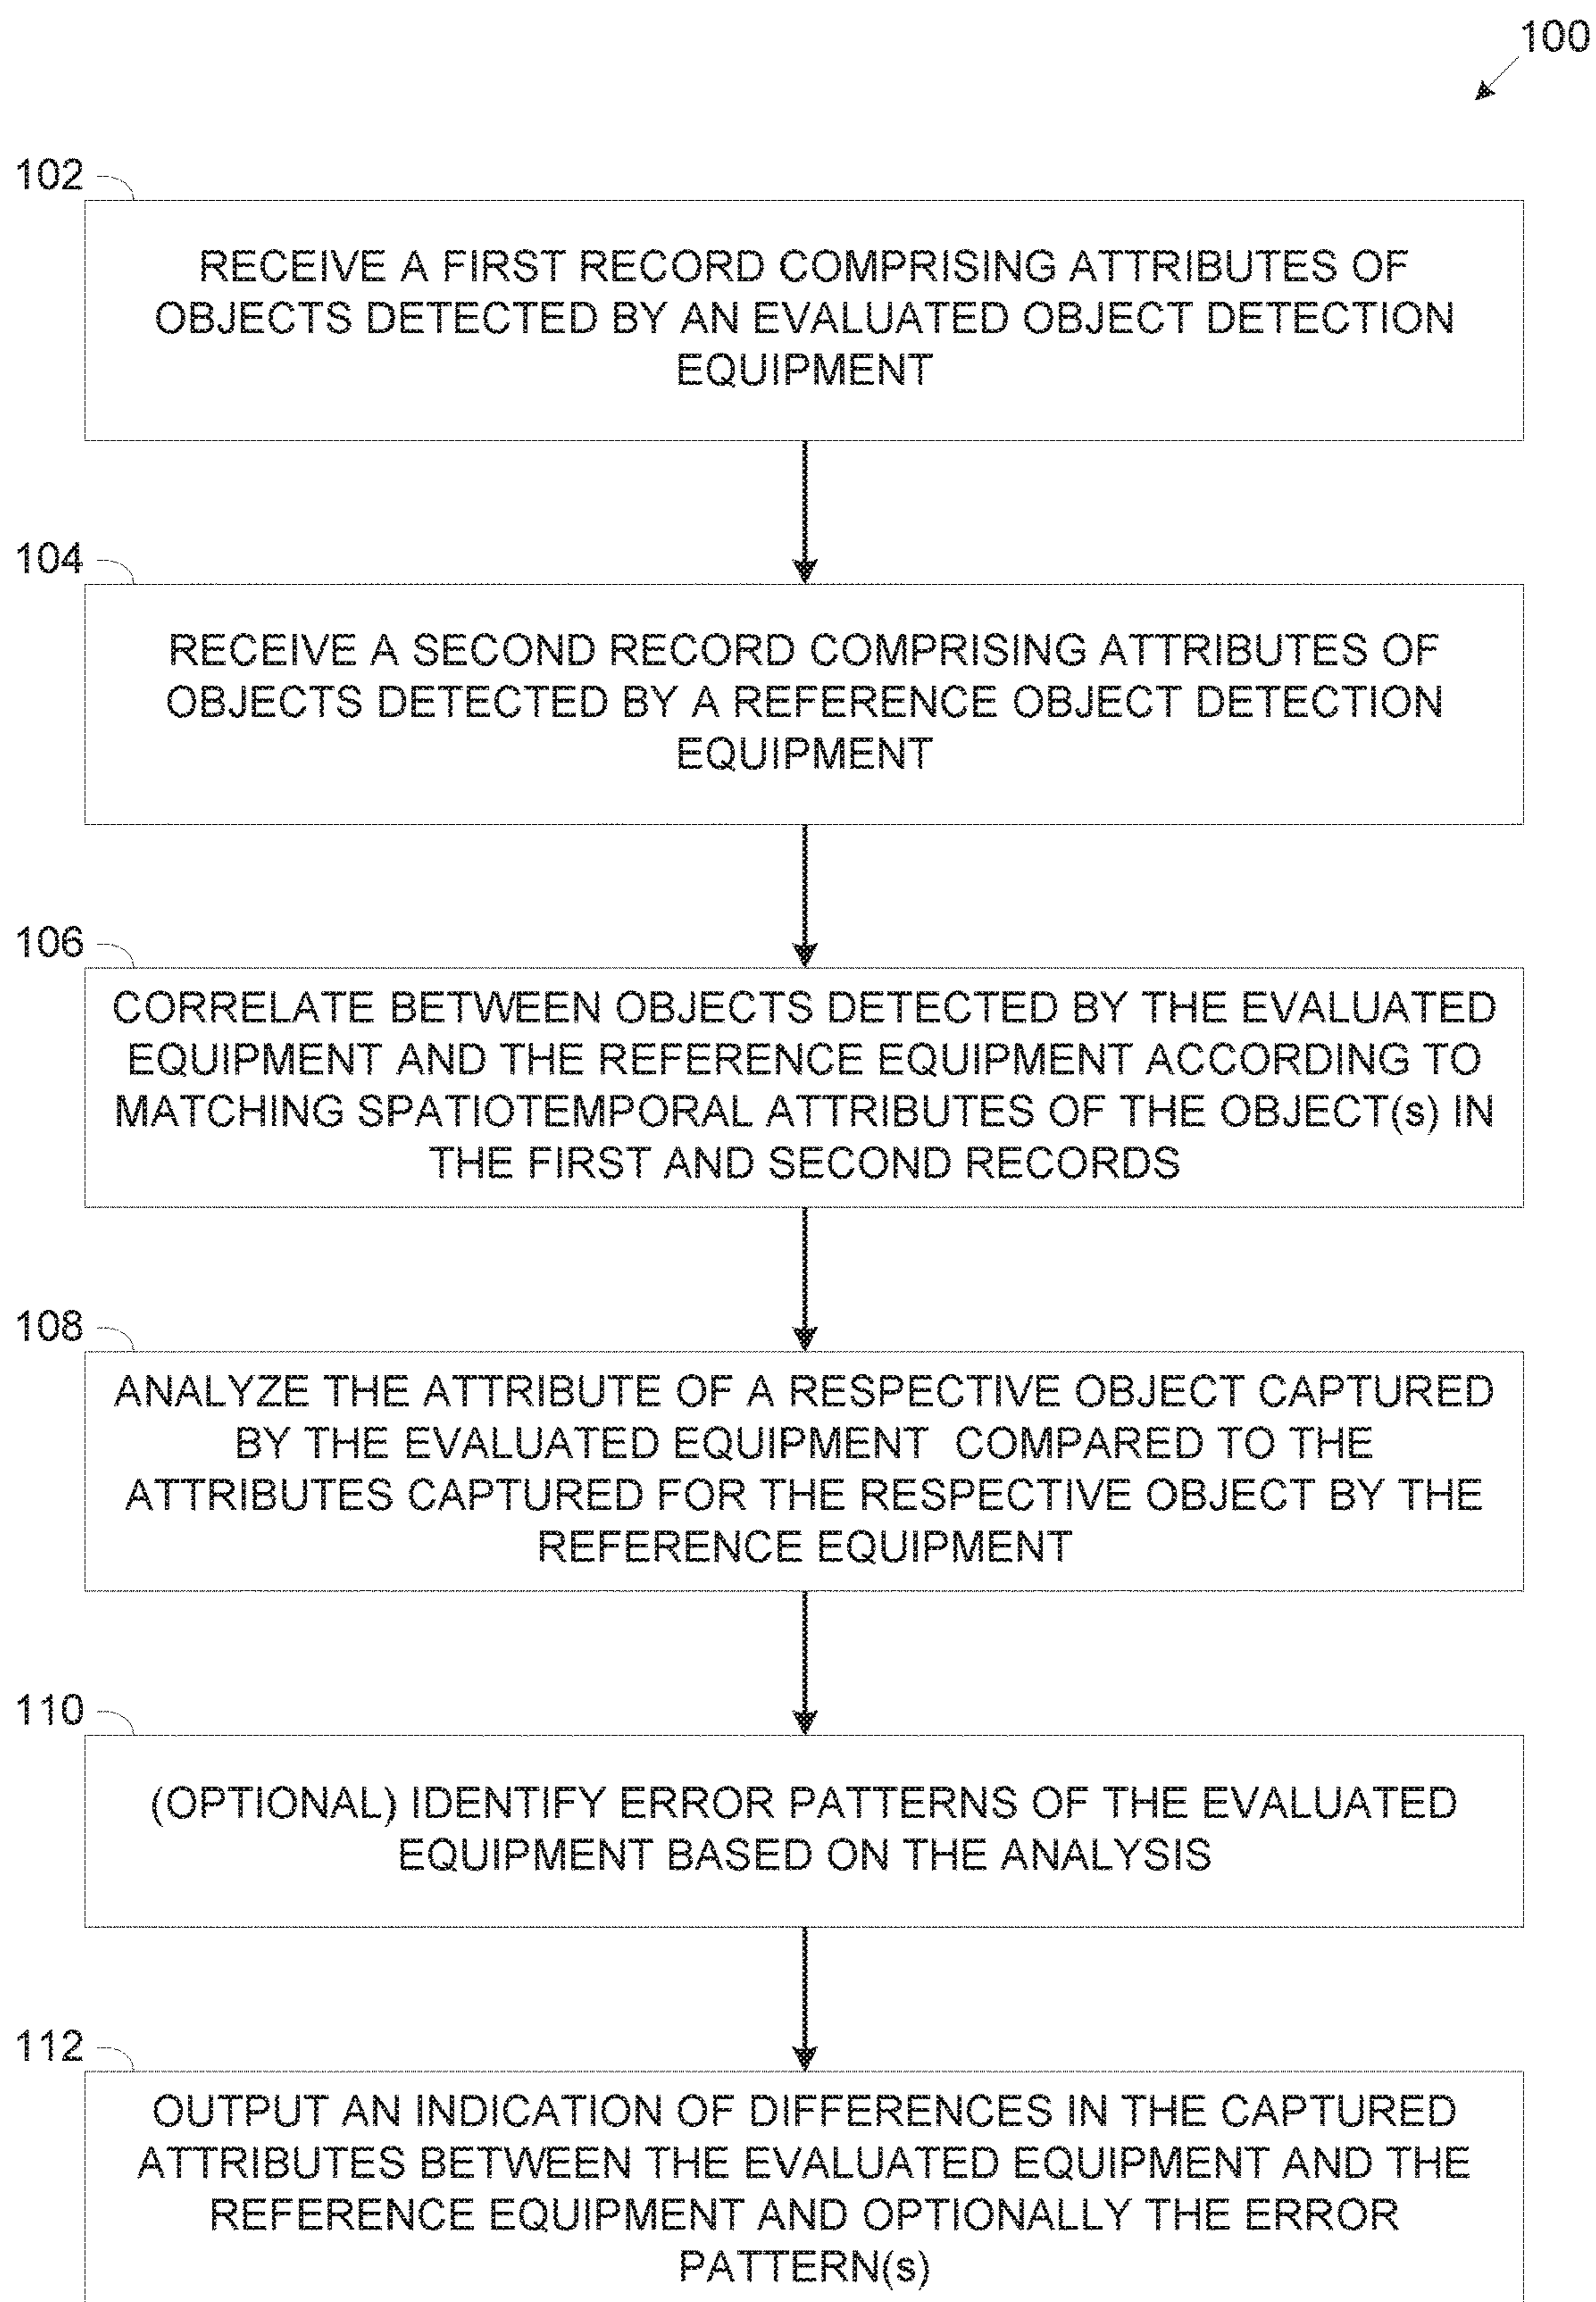 100
102
RECEIVE A FIRST RECORD COMPRISING ATTRIBUTES OF
OBJECTS DETECTED BY AN EVALUATED OBJECT DETECTION
EQUIPMENT
104
RECEIVE A SECOND RECORD COMPRISING ATTRIBUTES OF
OBJECTS DETECTED BY A REFERENCE OBJECT DETECTION
EQUIPMENT
106
CORRELATE BETWEEN OBJECTS DETECTED BY THE EVALUATED
EQUIPMENT AND THE REFERENCE EQUIPMENT ACCORDING TO
MATCHING SPATIOTEMPORAL ATTRIBUTES OF THE OBJECT(s) IN
THE FIRST AND SECOND RECORDS
108
ANALYZE THE ATTRIBUTE OF A RESPECTIVE OBJECT CAPTURED
BY THE EVALUATED EQUIPMENT COMPARED TO THE
ATTRIBUTES CAPTURED FOR THE RESPECTIVE OBJECT BY THE
REFERENCE EQUIPMENT
110
(OPTIONAL) IDENTIFY ERROR PATTERNS OF THE EVALUATED
EQUIPMENT BASED ON THE ANALYSIS
112
OUTPUT AN INDICATION OF DIFFERENCES IN THE CAPTURED
ATTRIBUTES BETWEEN THE EVALUATED EQUIPMENT AND THE
REFERENCE EQUIPMENT AND OPTIONALLY THE ERROR
PATTERN(s)